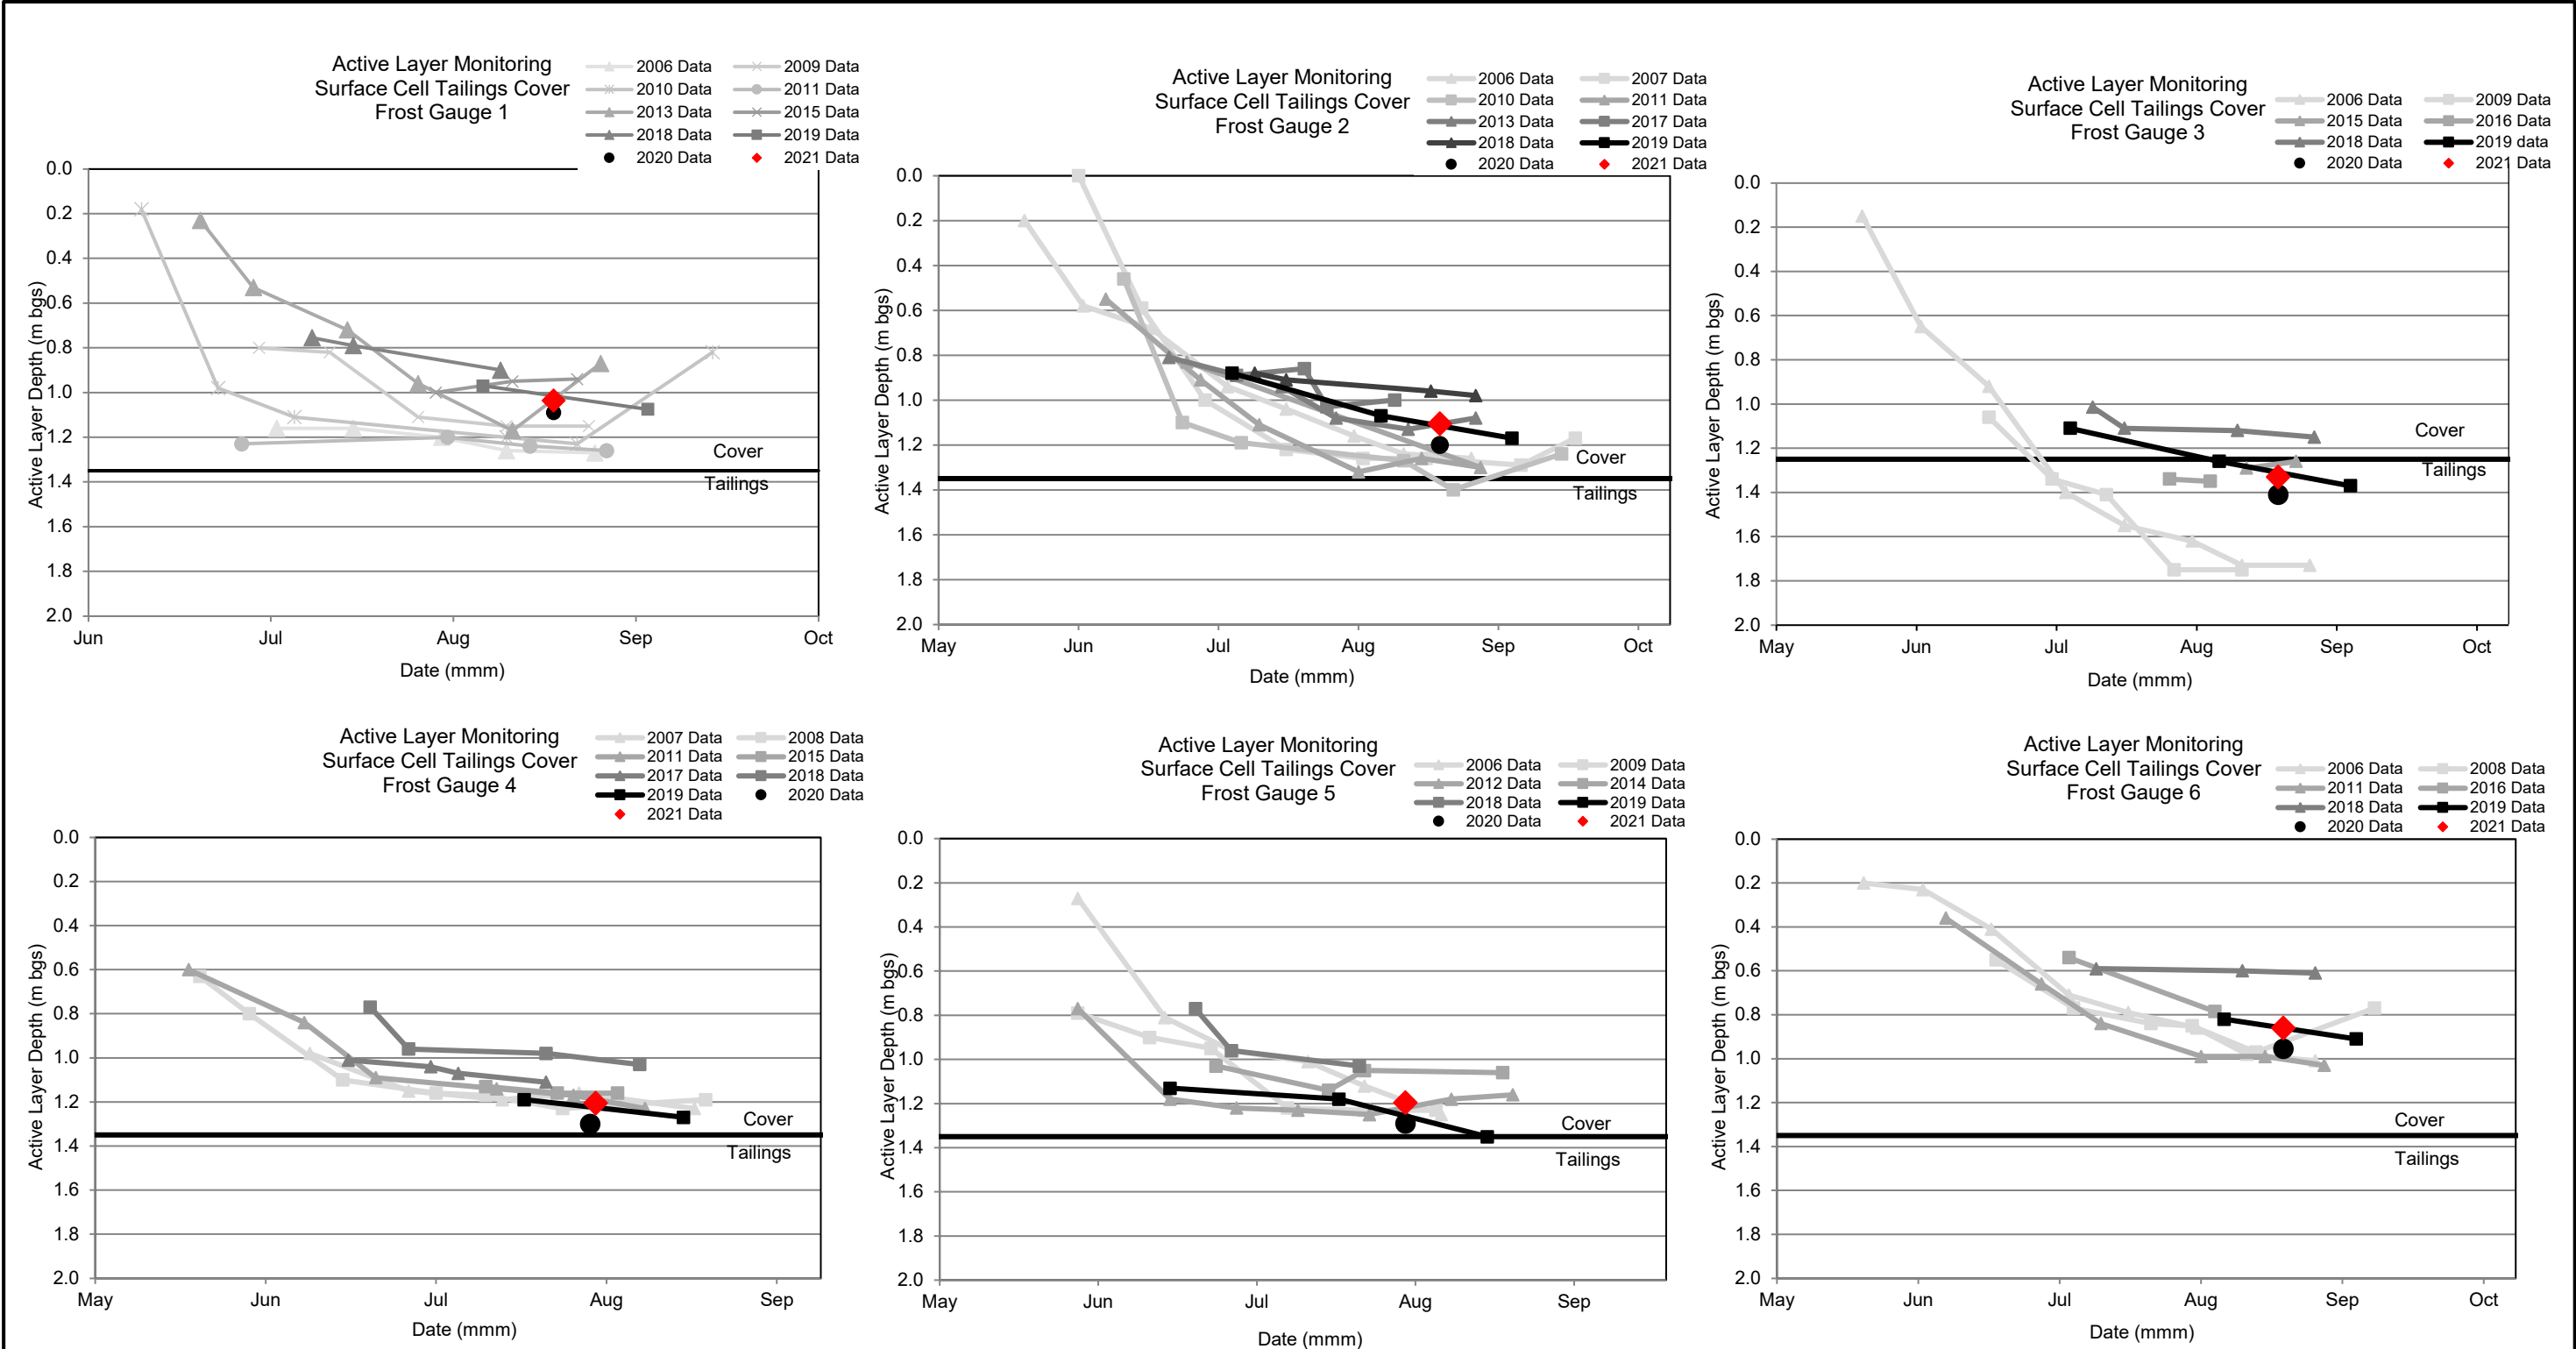 Active Layer Monitoring
Surface Cell Tailings Cover
Frost Gauge 1
2006 Data 2009 Data
2010 Data 2011 Data
2013 Data 2015 Data
2018 Data 2019 Data
2020 Data 2021 Data
Active Layer Depth (m bgs)
0.0
0.2
0.4
0.6
0.8
1.0
1.2
1.4
1.6
1.8
2.0
Cover
Tailings
Jun Jul Aug Sep Oct
Date (mmm)
Active Layer Monitoring
Surface Cell Tailings Cover
Frost Gauge 2
2006 Data 2007 Data
2010 Data 2011 Data
2013 Data 2017 Data
2018 Data 2019 Data
2020 Data 2021 Data
Active Layer Depth (m bgs)
0.0
0.2
0.4
0.6
0.8
1.0
1.2
1.4
1.6
1.8
2.0
Cover
Tailings
May Jun Jul Aug Sep Oct
Date (mmm)
Active Layer Monitoring
Surface Cell Tailings Cover
Frost Gauge 3
2006 Data 2009 Data
2015 Data 2016 Data
2018 Data 2019 data
2020 Data 2021 Data
Active Layer Depth (m bgs)
0.0
0.2
0.4
0.6
0.8
1.0
1.2
1.4
1.6
1.8
2.0
Cover
Tailings
May Jun Jul Aug Sep Oct
Date (mmm)
Active Layer Monitoring
Surface Cell Tailings Cover
Frost Gauge 4
2007 Data 2008 Data
2011 Data 2015 Data
2017 Data 2018 Data
2019 Data 2020 Data
2021 Data
Active Layer Depth (m bgs)
0.0
0.2
0.4
0.6
0.8
1.0
1.2
1.4
1.6
1.8
2.0
Cover
Tailings
May Jun Jul Aug Sep
Date (mmm)
Active Layer Monitoring
Surface Cell Tailings Cover
Frost Gauge 5
2006 Data 2009 Data
2012 Data 2014 Data
2018 Data 2019 Data
2020 Data 2021 Data
Active Layer Depth (m bgs)
0.0
0.2
0.4
0.6
0.8
1.0
1.2
1.4
1.6
1.8
2.0
Cover
Tailings
May Jun Jul Aug Sep
Date (mmm)
Active Layer Monitoring
Surface Cell Tailings Cover
Frost Gauge 6
2006 Data 2008 Data
2011 Data 2016 Data
2018 Data 2019 Data
2020 Data 2021 Data
Active Layer Depth (m bgs)
0.0
0.2
0.4
0.6
0.8
1.0
1.2
1.4
1.6
1.8
2.0
Cover
Tailings
May Jun Jul Aug Sep Oct
Date (mmm)